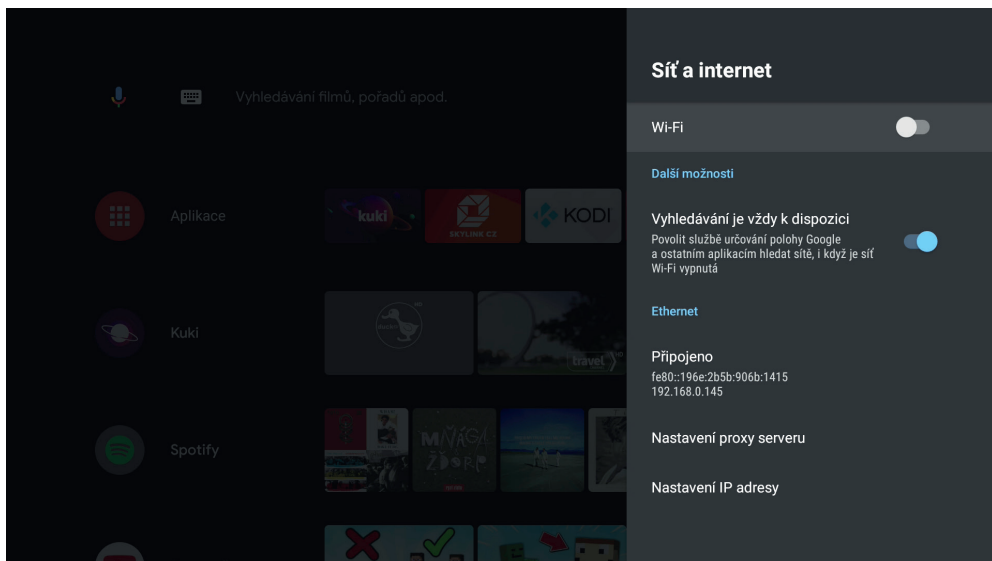 Síť a internet
Vyhledávání filmů, pořadů apod.
Wi-Fi
Další možnosti
Aplikace
kuki
SKYLINK CZ
KODI
Vyhledávání je vždy k dispozici
Povolit službě určování polohy Google
a ostatním aplikacím hledat sítě, i když je síť
Wi-Fi vypnutá
Ethernet
Kuki
travel
Připojeno
fe80::196e:2b5b:906b:1415
192.168.0.145
Nastavení proxy serveru
Spotify
MŇÁGA
ŽĎORP
Nastavení IP adresy